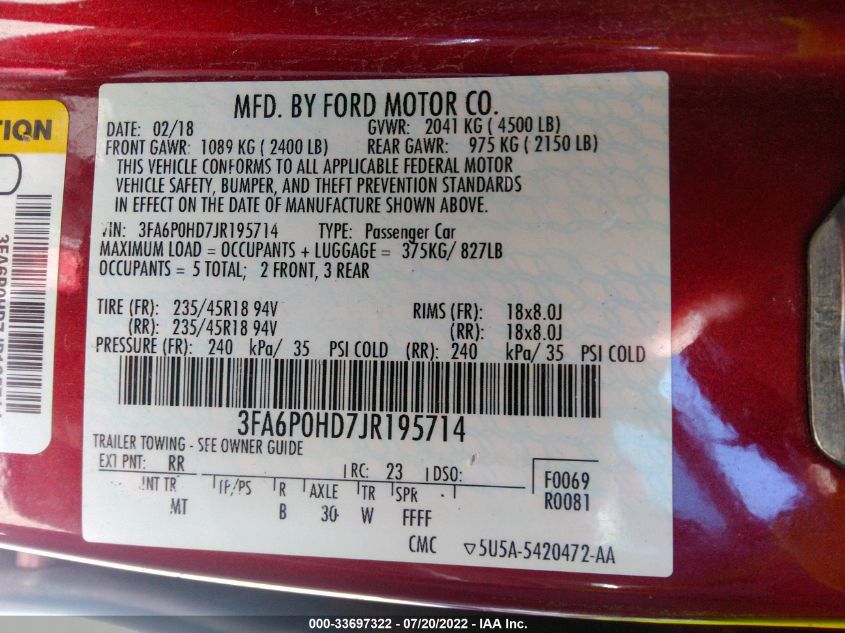 TION
3FA6P0HD7JR195714
MFD. BY FORD MOTOR CO.
DATE: 02/18 GVWR: 2041 KG ( 4500 LB)
FRONT GAWR: 1089 KG ( 2400 LB) REAR GAWR: 975 KG ( 2150 LB)
THIS VEHICLE CONFORMS TO ALL APPLICABLE FEDERAL MOTOR
VEHICLE SAFETY, BUMPER, AND THEFT PREVENTION STANDARDS
IN EFFECT ON THE DATE OF MANUFACTURE SHOWN ABOVE.
VIN: 3FA6P0HD7JR195714 TYPE: Passenger Car
MAXIMUM LOAD = OCCUPANTS + LUGGAGE = 375KG/ 827LB
OCCUPANTS = 5 TOTAL; 2 FRONT, 3 REAR
TIRE (FR): 235/45R18 94V RIMS (FR): 18x8.0J
(RR): 235/45R18 94V (RR): 18x8.0J
PRESSURE (FR): 240 kPa/ 35 PSI COLD (RR): 240 kPa/ 35 PSI COLD
3FA6P0HD7JR195714
TRAILER TOWING - SEE OWNER GUIDE
EXT PNT: RR RC: 23 DSO: F0069
INT TR TP/PS R AXLE TR SPR R0081
MT B 30 W FFFF
CMC ▽5U5A-5420472-AA
000-33697322 / 07/20/2022 - IAA Inc.